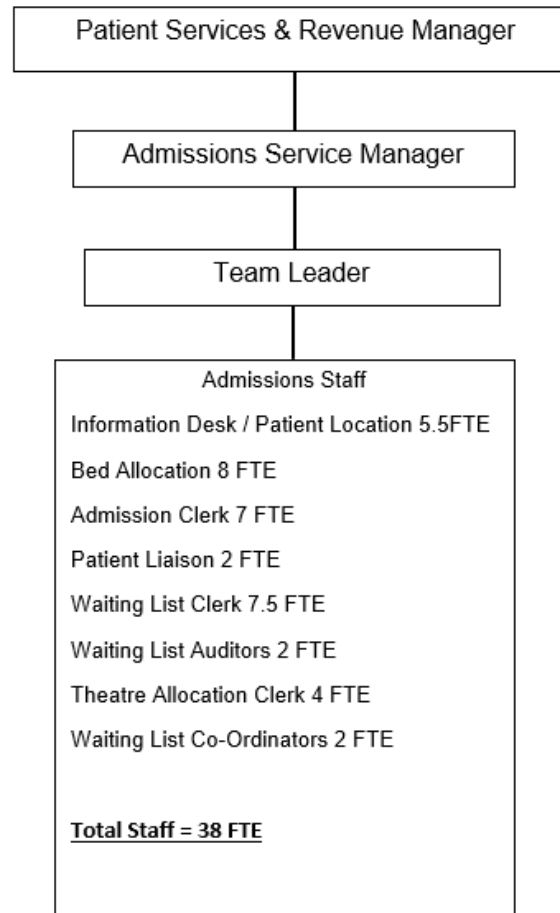 Patient Services & Revenue Manager
Admissions Service Manager
Team Leader
Admissions Staff
Information Desk / Patient Location 5.5FTE
Bed Allocation 8 FTE
Admission Clerk 7 FTE
Patient Liaison 2 FTE
Waiting List Clerk 7.5 FTE
Waiting List Auditors 2 FTE
Theatre Allocation Clerk 4 FTE
Waiting List Co-Ordinators 2 FTE
Total Staff = 38 FTE